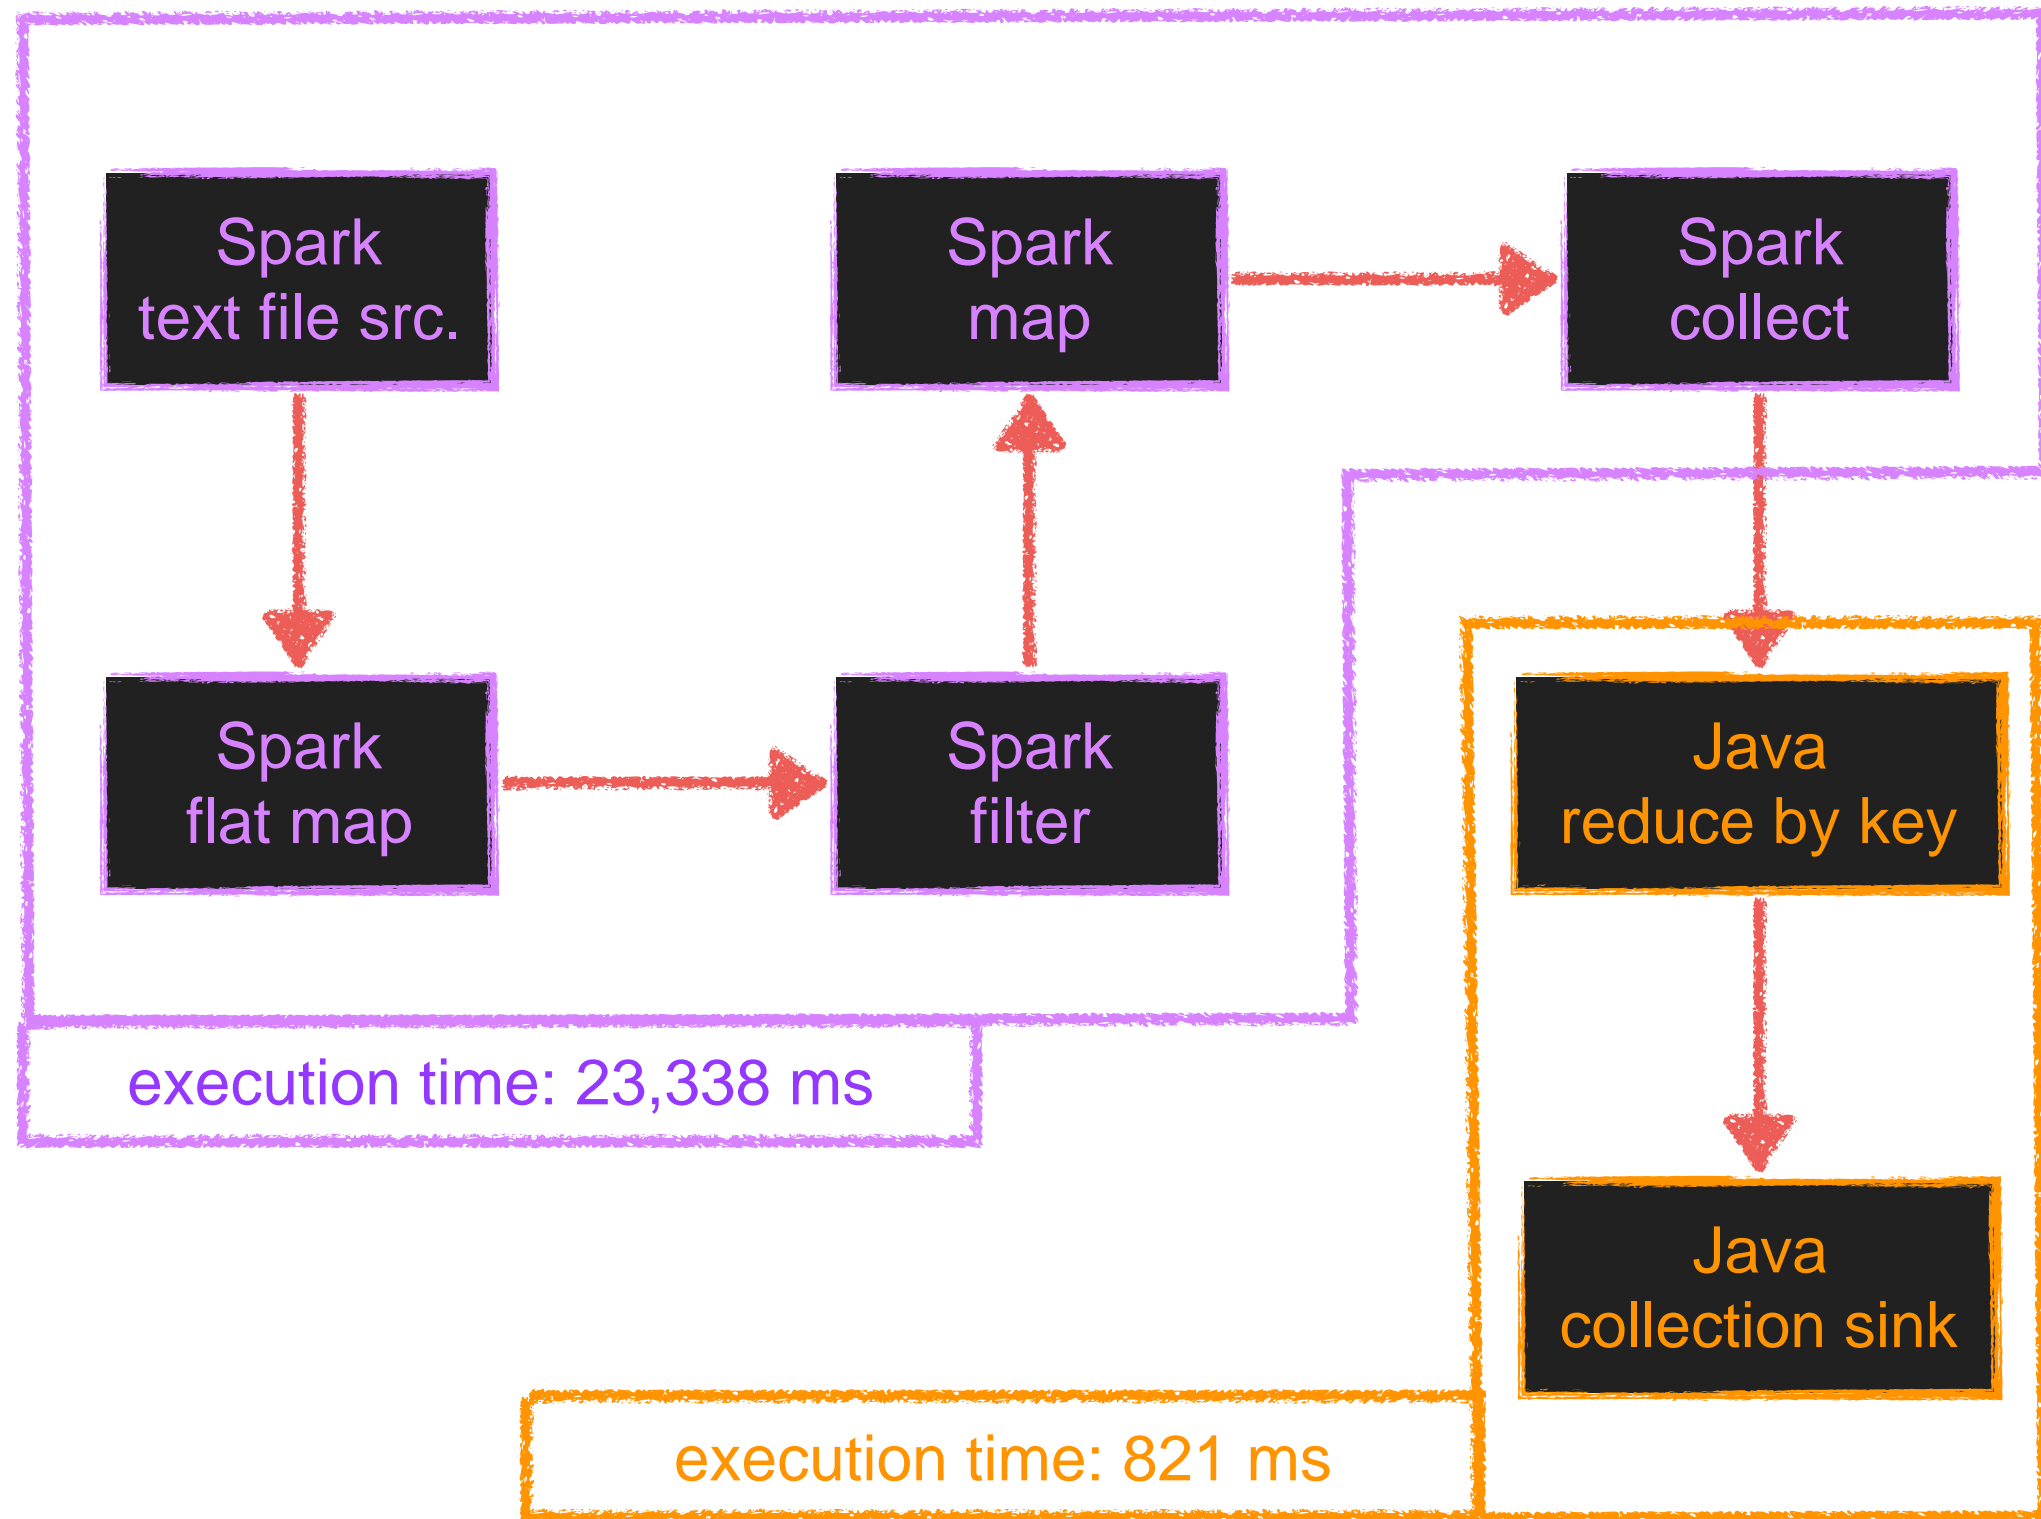 Spark
text file src.
Spark
map
Spark
collect
Spark
flat map
Spark
filter
Java
reduce by key
execution time: 23,338 ms
Java
collection sink
execution time: 821 ms